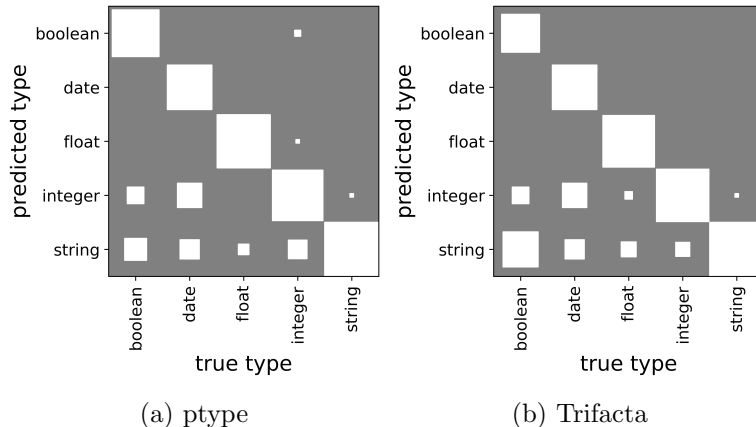 boolean
date
float
integer
string
predicted type
boolean
date
float
integer
string
true type
(a) ptype
boolean
date
float
integer
string
predicted type
boolean
date
float
integer
string
true type
(b) Trifacta